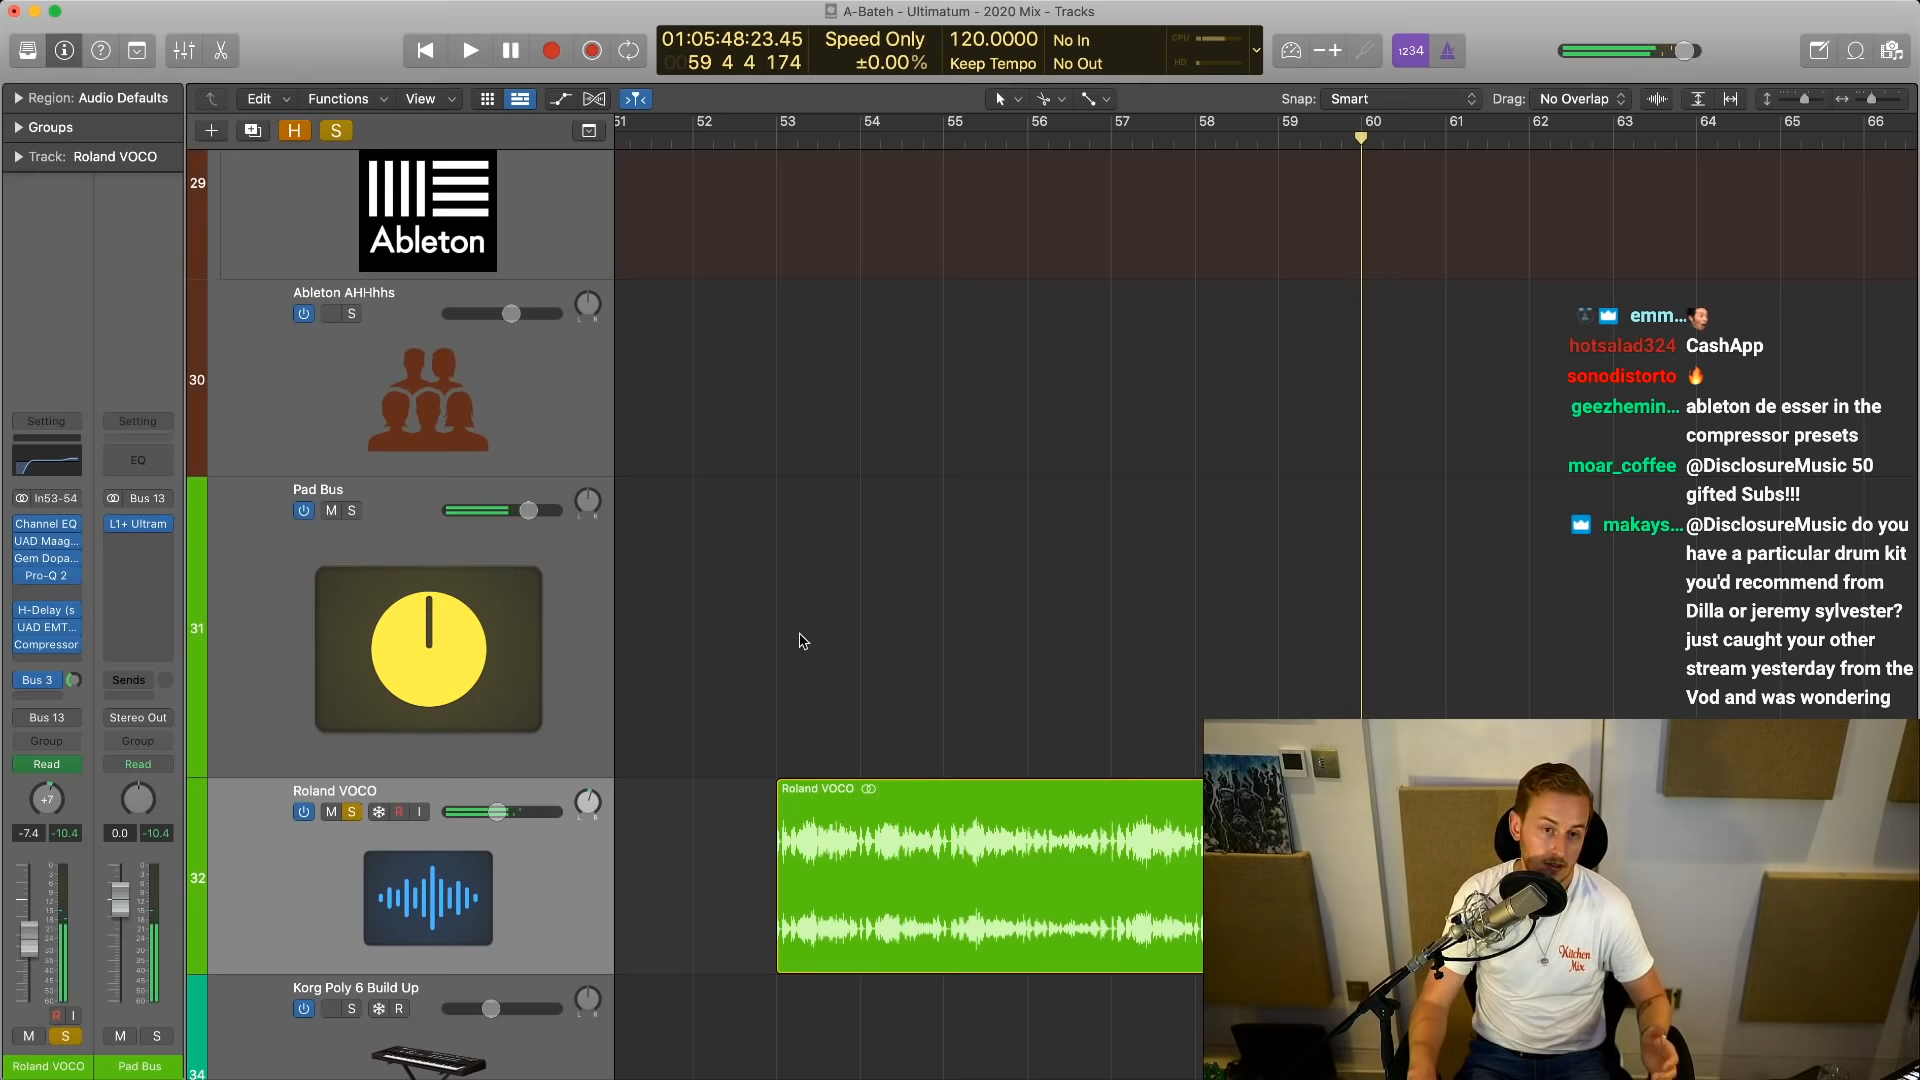 A-Bateh - Ultimatum - 2020 Mix - Tracks
01:05:48:23.45
0059 4 4 174
Speed Only
±0.00%
120.0000
Keep Tempo
No In
No Out
CPU
HD
1234
Region: Audio Defaults
Groups
Track: Roland VOCO
Edit
Functions
View
Snap: Smart
Drag: No Overlap
H
S
51 52 53 54 55 56 57 58 59 60 61 62 63 64 65 66
29
Ableton
Ableton AHHhhs
S
L R
30
Pad Bus
M S
L R
31
Roland VOCO
M S R I
L R
32
Korg Poly 6 Build Up
S R
L R
34
Roland VOCO
Setting
Setting
EQ
In53-54
Bus 13
Channel EQ
L1+ Ultram
UAD Maag...
Gem Dopa...
Pro-Q 2
H-Delay (s
UAD EMT...
Compressor
Bus 3
Sends
Bus 13
Stereo Out
Group
Group
Read
Read
+7
-7.4 -10.4
0.0 -10.4
R I
M S
M S
Roland VOCO
Pad Bus
emm...
hotsalad324 CashApp
sonodistorto
geezhemin... ableton de esser in the
compressor presets
moar_coffee @DisclosureMusic 50
gifted Subs!!!
makays... @DisclosureMusic do you
have a particular drum kit
you'd recommend from
Dilla or jeremy sylvester?
just caught your other
stream yesterday from the
Vod and was wondering
Kitchen
Mix